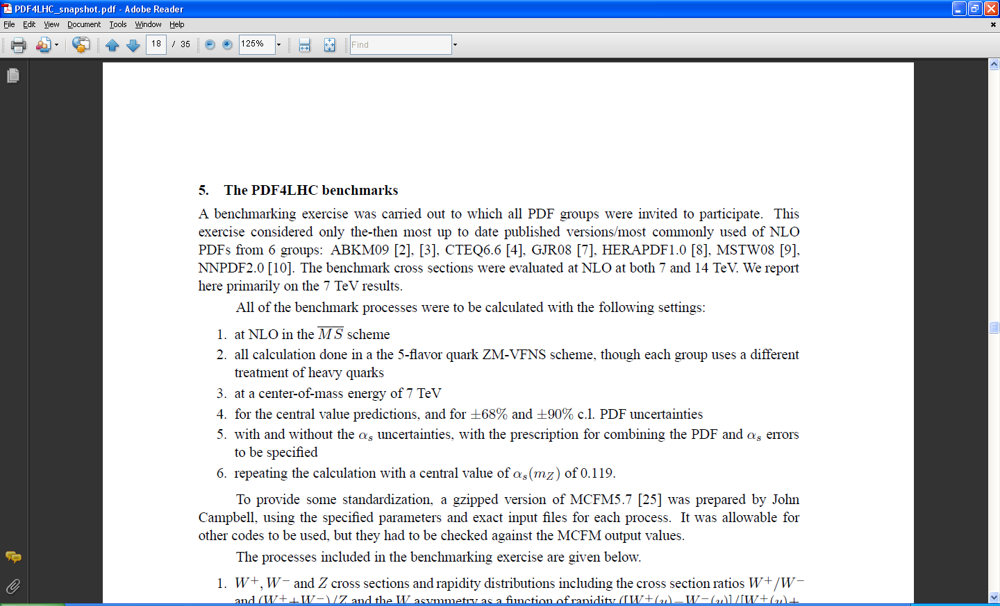 PDF4LHC_snapshot.pdf - Adobe Reader
File Edit View Document Tools Window Help
18 / 35 125% Find
5. The PDF4LHC benchmarks
A benchmarking exercise was carried out to which all PDF groups were invited to participate. This
exercise considered only the-then most up to date published versions/most commonly used of NLO
PDFs from 6 groups: ABKM09 [2], [3], CTEQ6.6 [4], GJR08 [7], HERAPDF1.0 [8], MSTW08 [9],
NNPDF2.0 [10]. The benchmark cross sections were evaluated at NLO at both 7 and 14 TeV. We report
here primarily on the 7 TeV results.
All of the benchmark processes were to be calculated with the following settings:
1. at NLO in the M̅S̅ scheme
2. all calculation done in a the 5-flavor quark ZM-VFNS scheme, though each group uses a different
treatment of heavy quarks
3. at a center-of-mass energy of 7 TeV
4. for the central value predictions, and for ±68% and ±90% c.l. PDF uncertainties
5. with and without the αs uncertainties, with the prescription for combining the PDF and αs errors
to be specified
6. repeating the calculation with a central value of αs(mZ) of 0.119.
To provide some standardization, a gzipped version of MCFM5.7 [25] was prepared by John
Campbell, using the specified parameters and exact input files for each process. It was allowable for
other codes to be used, but they had to be checked against the MCFM output values.
The processes included in the benchmarking exercise are given below.
1. W⁺, W⁻ and Z cross sections and rapidity distributions including the cross section ratios W⁺/W⁻
and (W⁺+W⁻)/Z and the W asymmetry as a function of rapidity ([W⁺(y)−W⁻(y)]/[W⁺(y)+